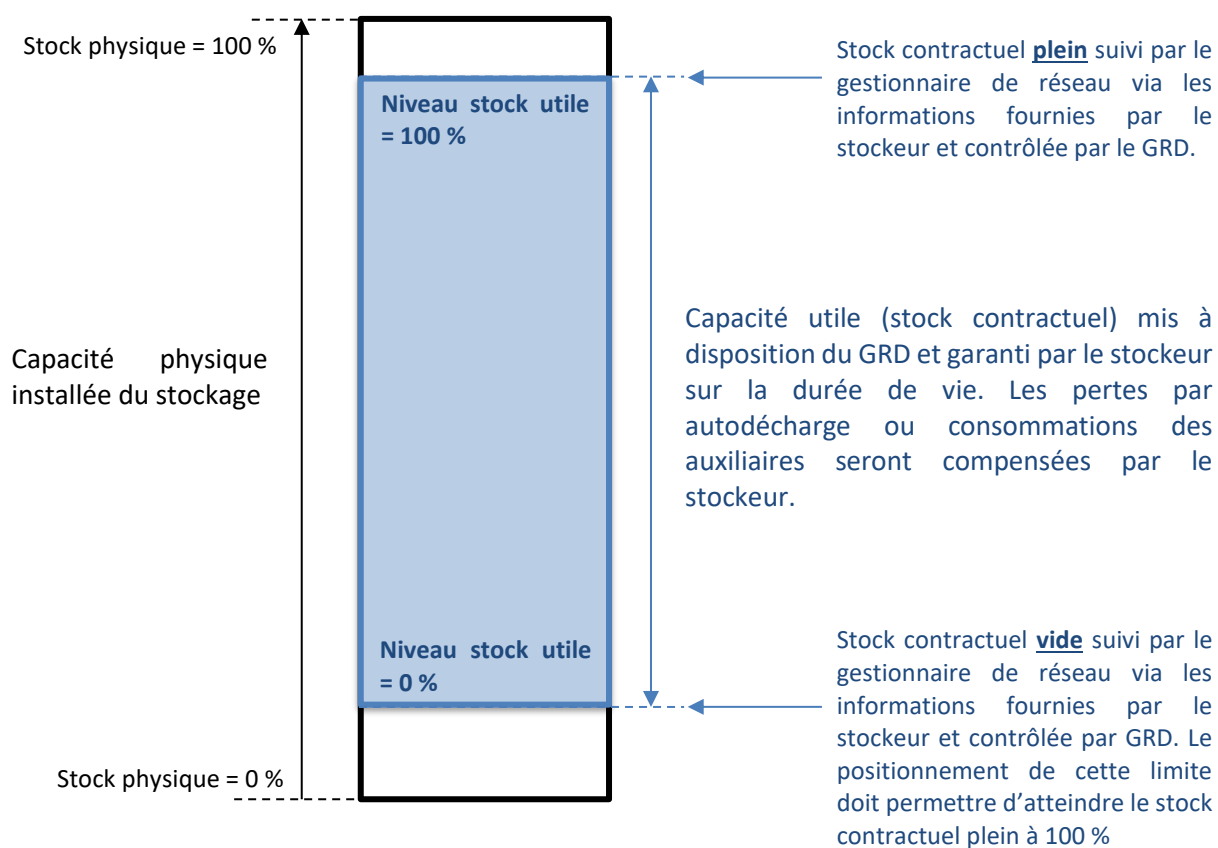 Stock physique = 100 %
Niveau stock utile
= 100 %
Stock contractuel plein suivi par le
gestionnaire de réseau via les
informations fournies par le
stockeur et contrôlée par le GRD.
Capacité physique
installée du stockage
Capacité utile (stock contractuel) mis à
disposition du GRD et garanti par le stockeur
sur la durée de vie. Les pertes par
autodécharge ou consommations des
auxiliaires seront compensées par le
stockeur.
Niveau stock utile
= 0 %
Stock physique = 0 %
Stock contractuel vide suivi par le
gestionnaire de réseau via les
informations fournies par le
stockeur et contrôlée par GRD. Le
positionnement de cette limite
doit permettre d’atteindre le stock
contractuel plein à 100 %